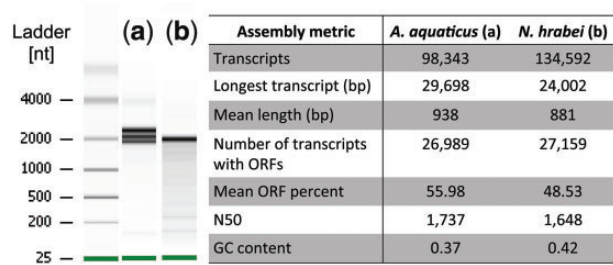 Ladder
[nt]
(a) (b)
4000
2000
1000
500
200
25
Assembly metric A. aquaticus (a) N. hrabei (b)
Transcripts 98,343 134,592
Longest transcript (bp) 29,698 24,002
Mean length (bp) 938 881
Number of transcripts
with ORFs 26,989 27,159
Mean ORF percent 55.98 48.53
N50 1,737 1,648
GC content 0.37 0.42